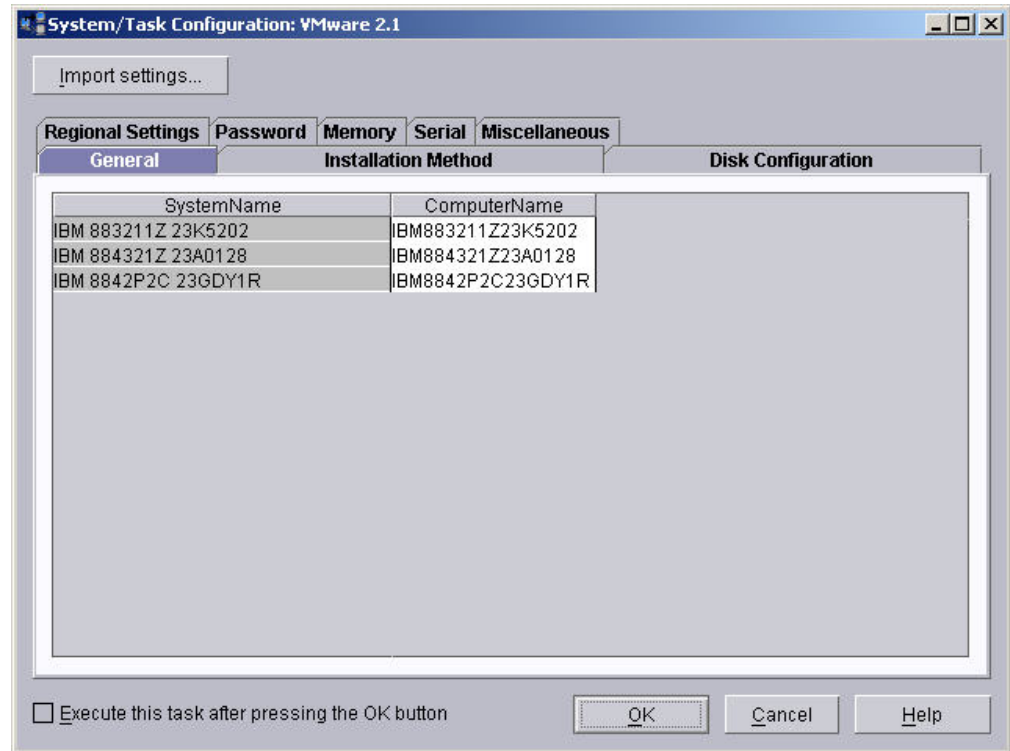 System/Task Configuration: VMware 2.1
Import settings...
Regional Settings Password Memory Serial Miscellaneous
General Installation Method Disk Configuration
SystemName ComputerName
IBM 883211Z 23K5202 IBM883211Z23K5202
IBM 884321Z 23A0128 IBM884321Z23A0128
IBM 8842P2C 23GDY1R IBM8842P2C23GDY1R
Execute this task after pressing the OK button OK Cancel Help